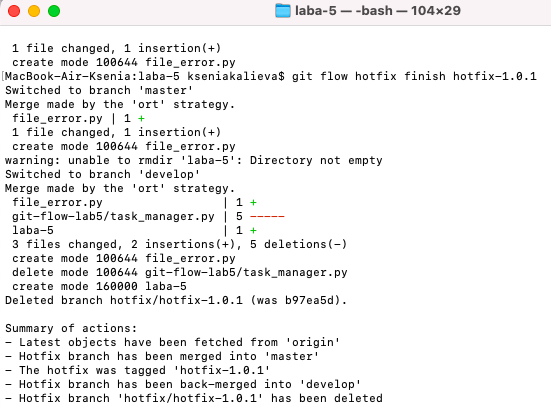 laba-5 — -bash — 104×29
1 file changed, 1 insertion(+)
create mode 100644 file_error.py
[MacBook-Air-Ksenia:laba-5 kseniakalieva$ git flow hotfix finish hotfix-1.0.1
Switched to branch 'master'
Merge made by the 'ort' strategy.
file_error.py | 1 +
1 file changed, 1 insertion(+)
create mode 100644 file_error.py
warning: unable to rmdir 'laba-5': Directory not empty
Switched to branch 'develop'
Merge made by the 'ort' strategy.
file_error.py                 | 1 +
git-flow-lab5/task_manager.py | 5 -----
laba-5                        | 1 +
3 files changed, 2 insertions(+), 5 deletions(-)
create mode 100644 file_error.py
delete mode 100644 git-flow-lab5/task_manager.py
create mode 160000 laba-5
Deleted branch hotfix/hotfix-1.0.1 (was b97ea5d).
Summary of actions:
- Latest objects have been fetched from 'origin'
- Hotfix branch has been merged into 'master'
- The hotfix was tagged 'hotfix-1.0.1'
- Hotfix branch has been back-merged into 'develop'
- Hotfix branch 'hotfix/hotfix-1.0.1' has been deleted